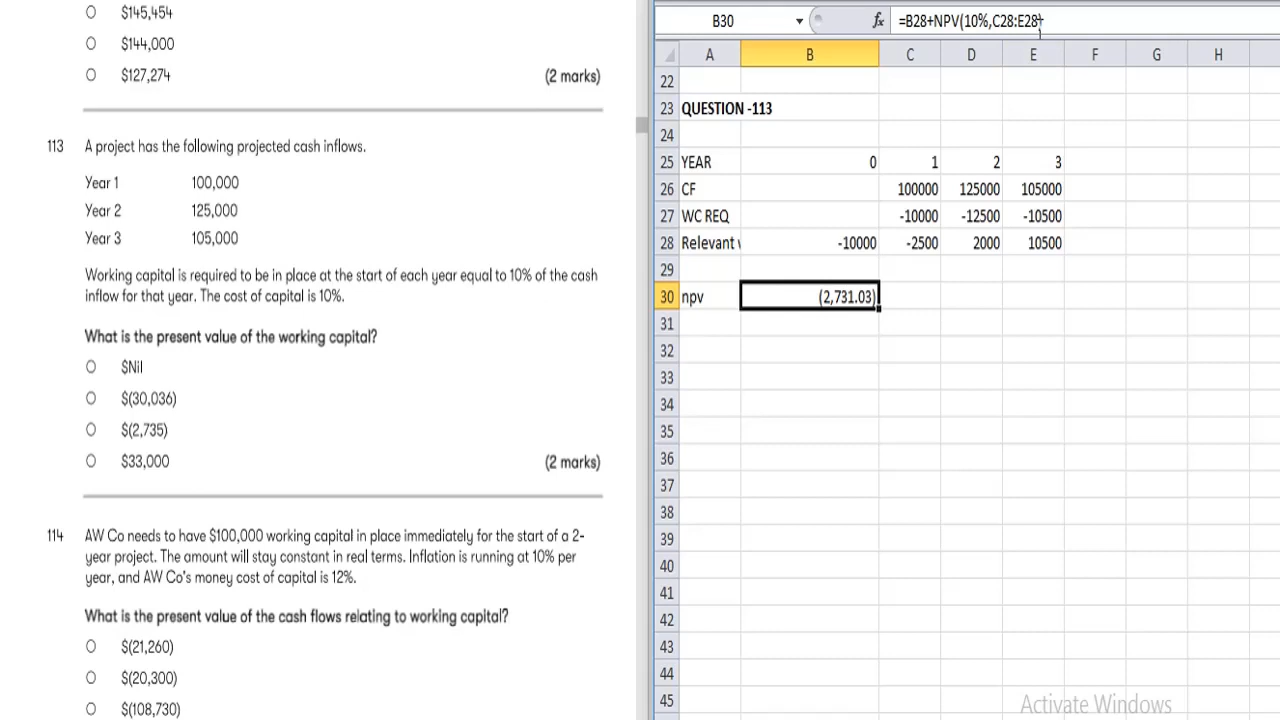 $145,454
$144,000
$127,274 (2 marks)
113 A project has the following projected cash inflows.
Year 1 100,000
Year 2 125,000
Year 3 105,000
Working capital is required to be in place at the start of each year equal to 10% of the cash
inflow for that year. The cost of capital is 10%.
What is the present value of the working capital?
$Nil
$(30,036)
$(2,735)
$33,000 (2 marks)
114 AW Co needs to have $100,000 working capital in place immediately for the start of a 2-
year project. The amount will stay constant in real terms. Inflation is running at 10% per
year, and AW Co's money cost of capital is 12%.
What is the present value of the cash flows relating to working capital?
$(21,260)
$(20,300)
$(108,730)
B30 fx =B28+NPV(10%,C28:E28)
A B C D E F G H
22
23 QUESTION -113
24
25 YEAR 0 1 2 3
26 CF 100000 125000 105000
27 WC REQ -10000 -12500 -10500
28 Relevant -10000 -2500 2000 10500
29
30 npv (2,731.03)
31
32
33
34
35
36
37
38
39
40
41
42
43
44
45
Activate Windows